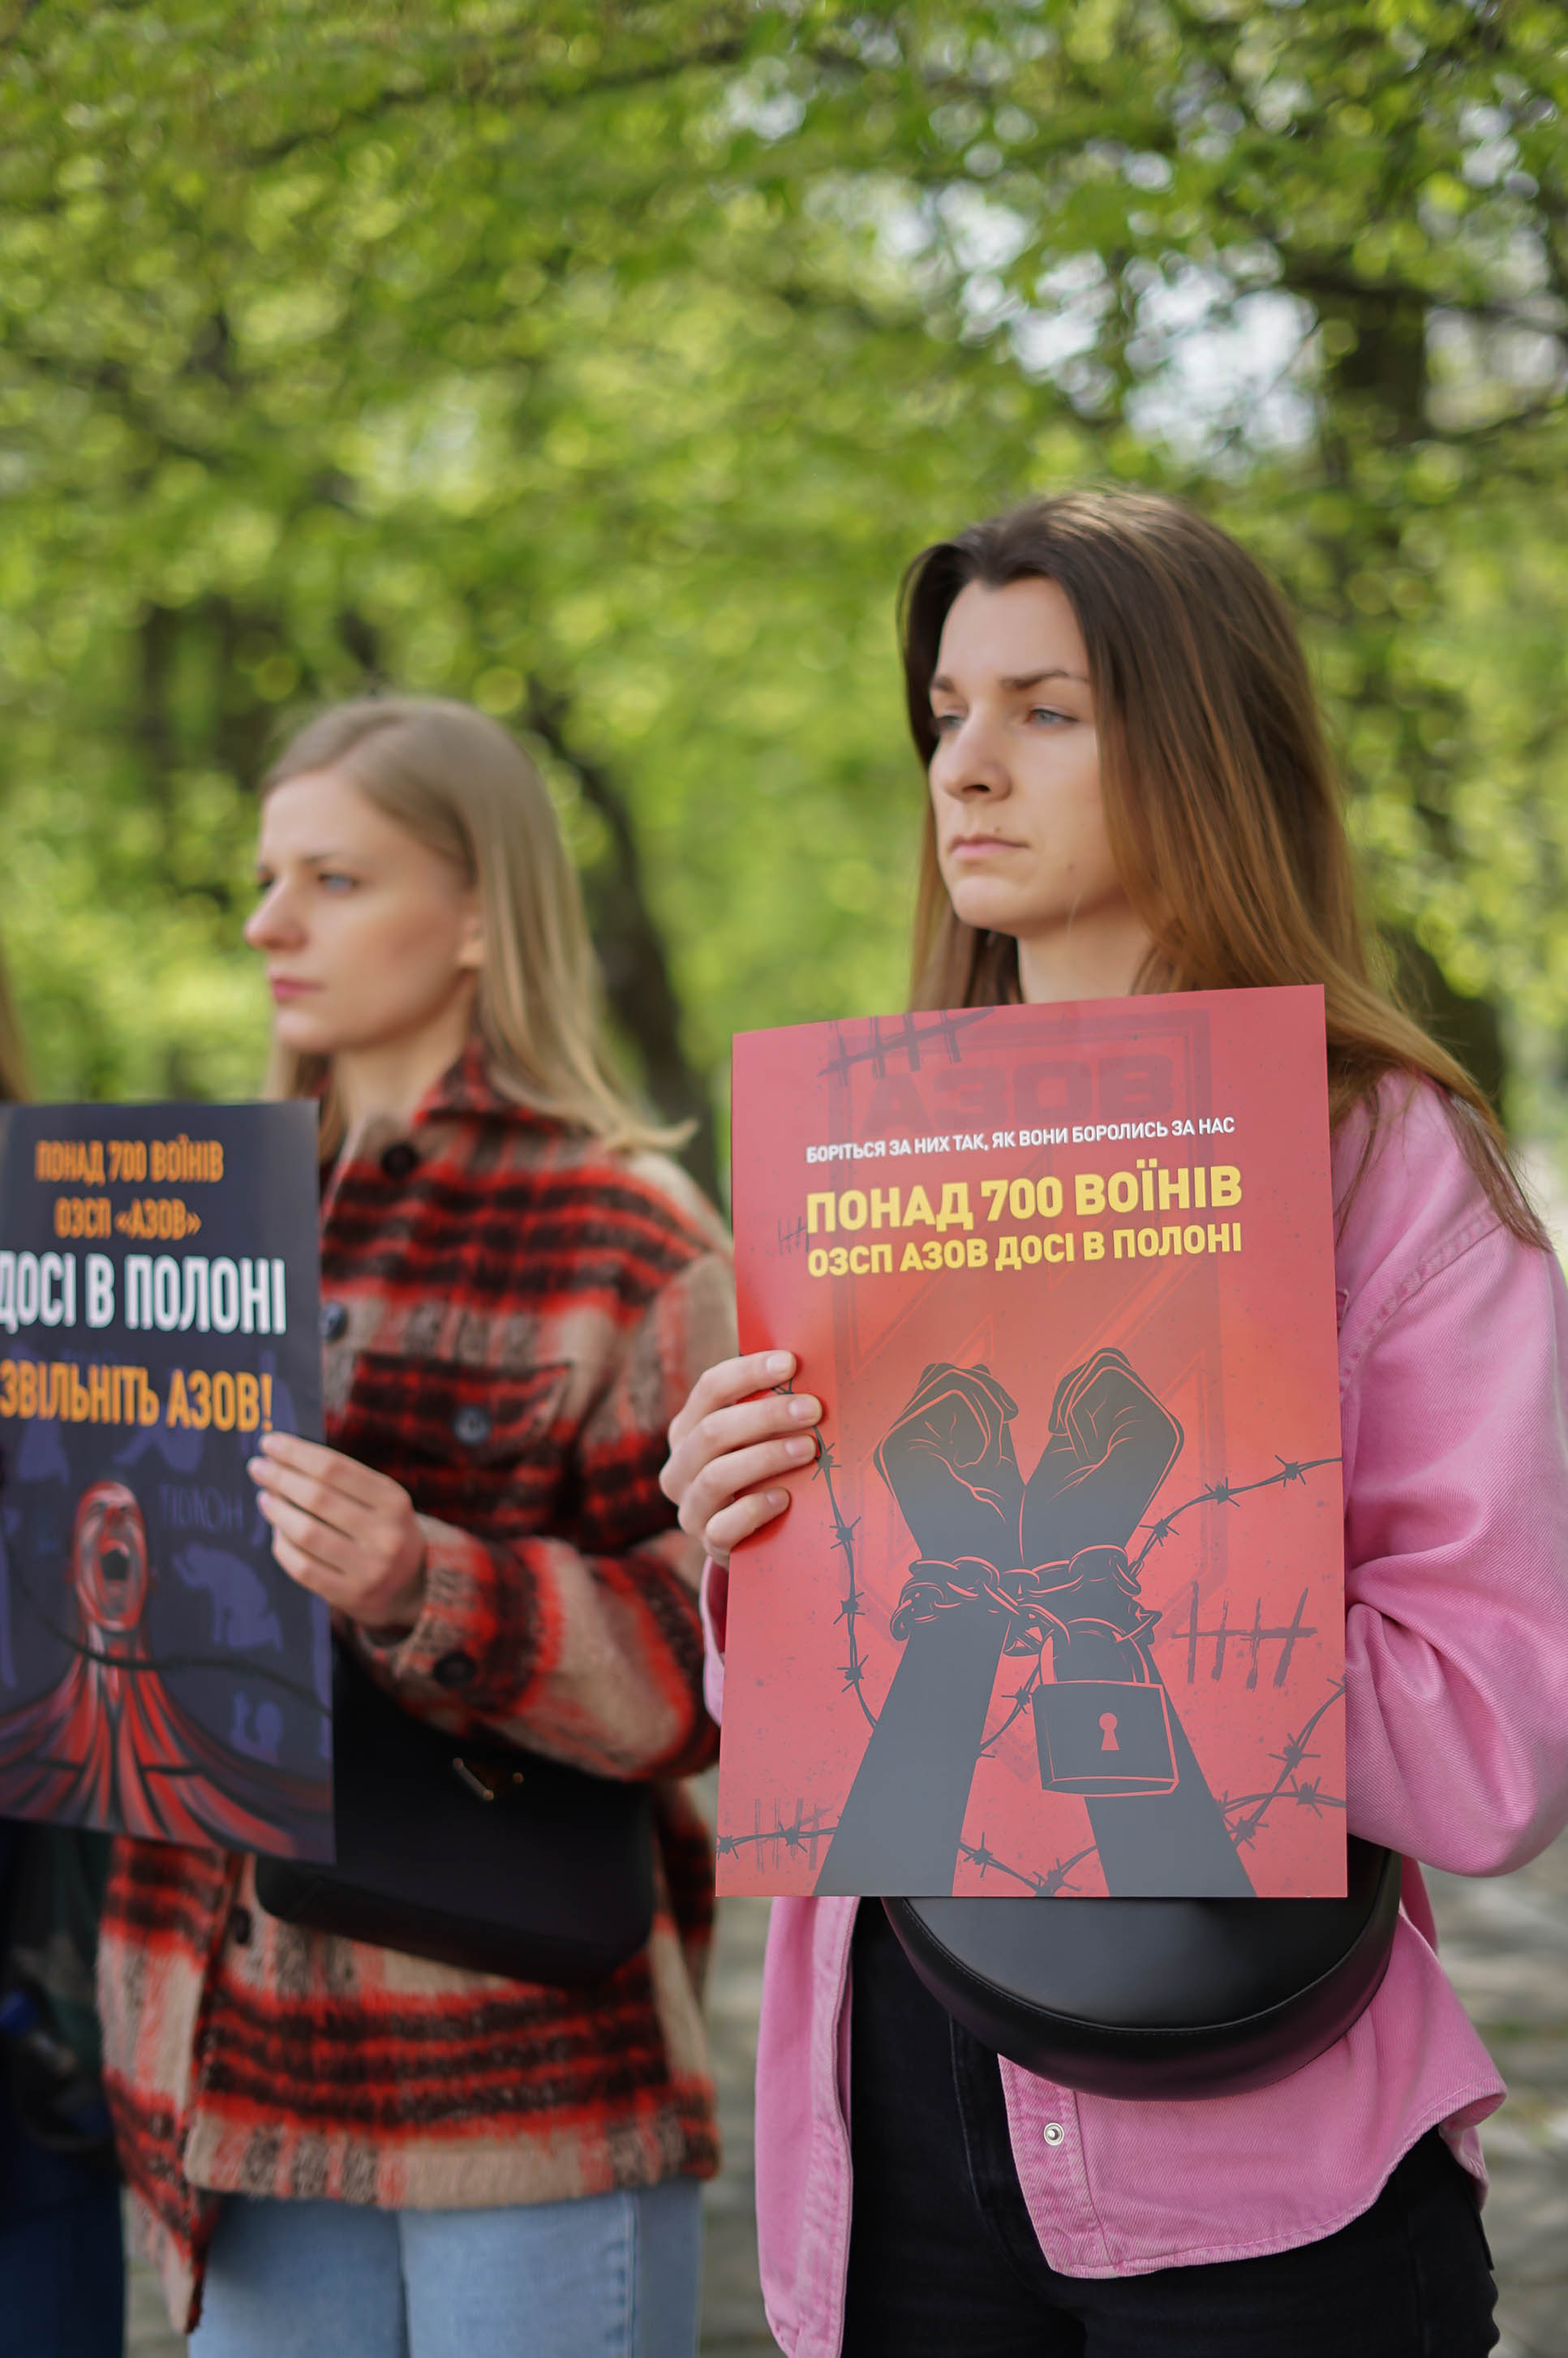 ПОНАД 700 ВОЇНІВ
ОЗСП «АЗОВ»
ДОСІ В ПОЛОНІ
ЗВІЛЬНІТЬ АЗОВ!
ПОЛОН
АЗОВ
БОРІТЬСЯ ЗА НИХ ТАК, ЯК ВОНИ БОРОЛИСЬ ЗА НАС
ПОНАД 700 ВОЇНІВ
ОЗСП АЗОВ ДОСІ В ПОЛОНІ